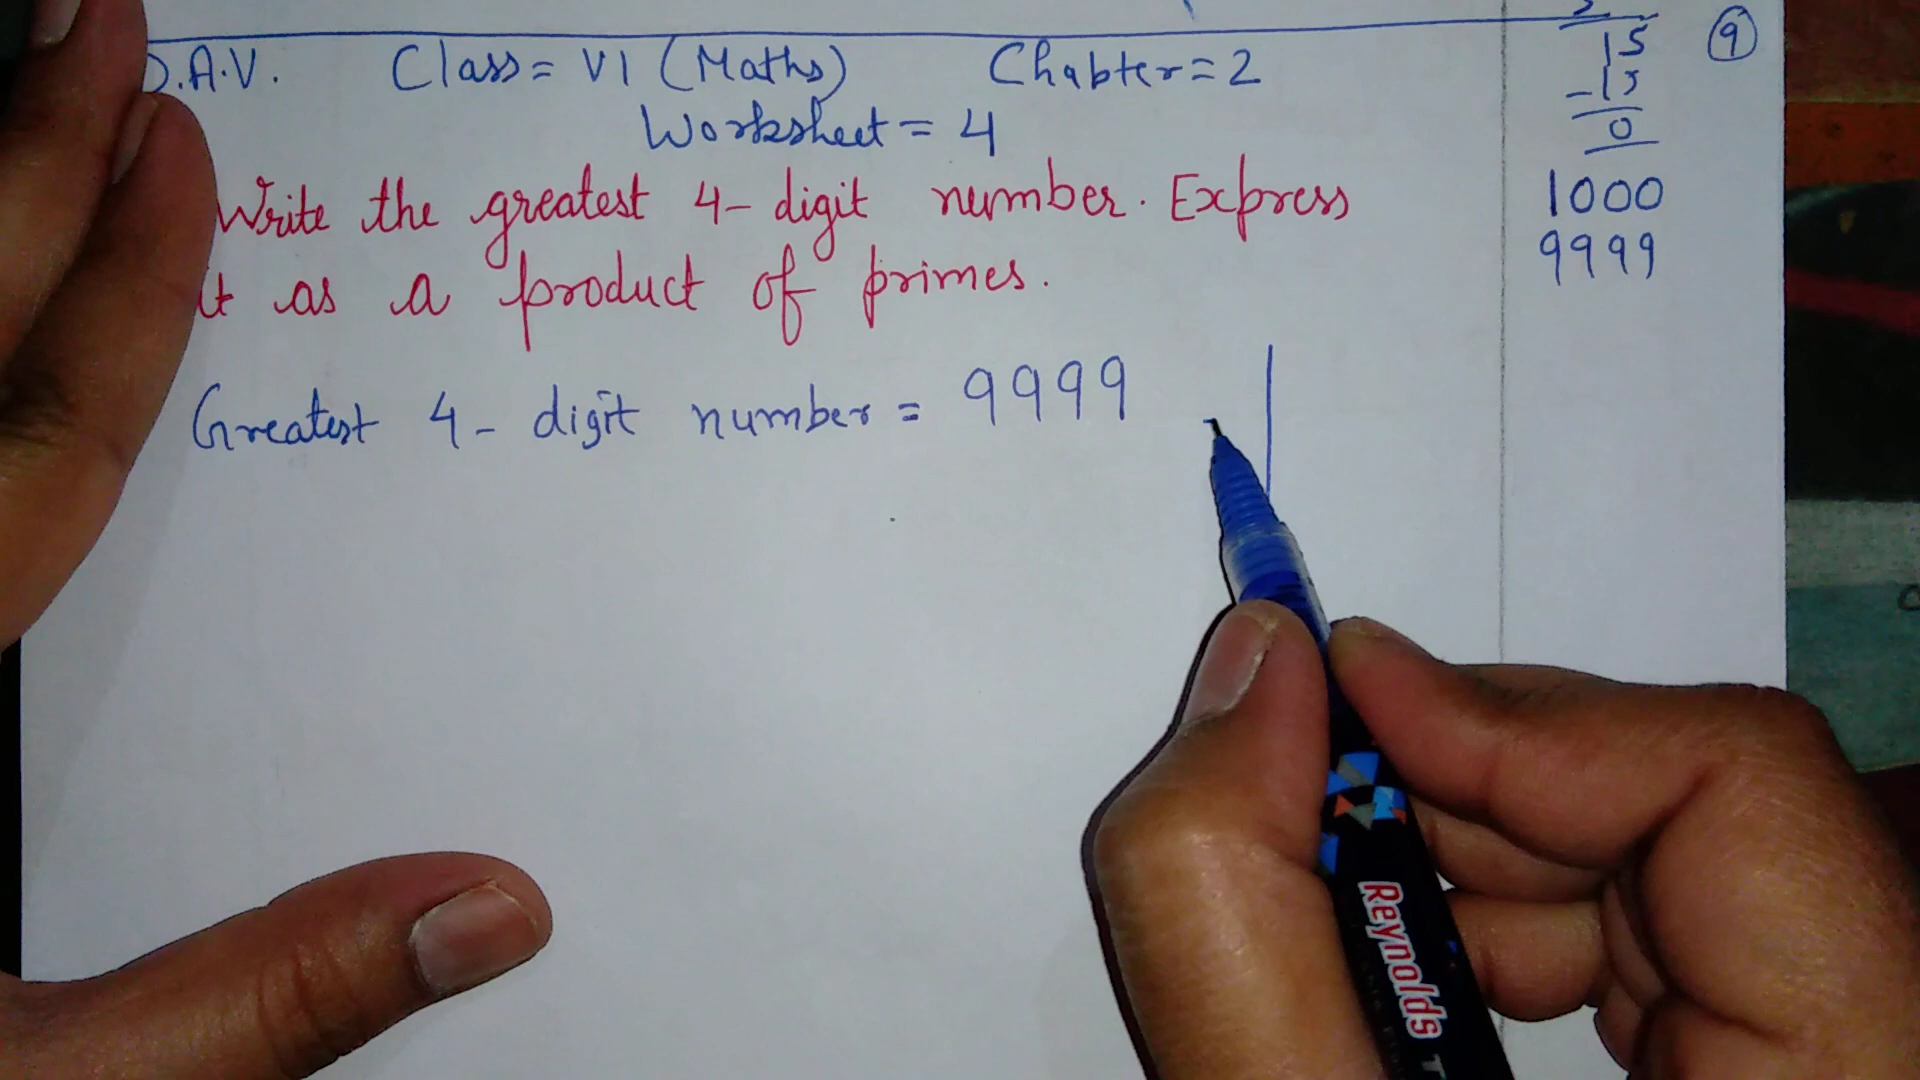 D.A.V. Class = VI (Maths) Chapter = 2
Worksheet = 4
Write the greatest 4-digit number. Express
it as a product of primes.
Greatest 4-digit number = 9999
15
-15
0
1000
9999
9
Reynolds